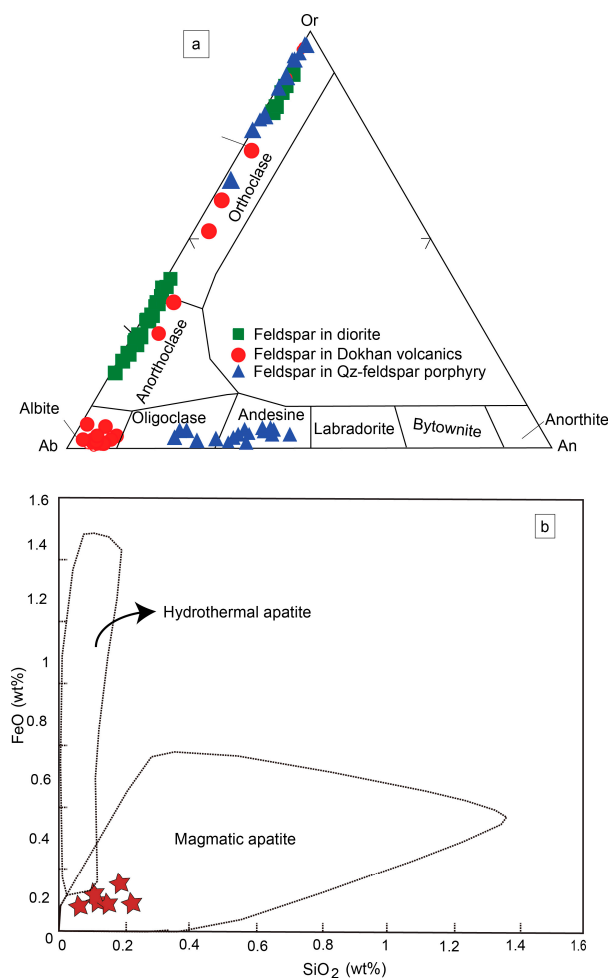 Or
a
Orthoclase
Feldspar in diorite
Feldspar in Dokhan volcanics
Feldspar in Qz-feldspar porphyry
Anorthoclase
Albite
Oligoclase
Andesine
Labradorite
Bytownite
Anorthite
Ab
An
1.6
b
1.4
1.2
Hydrothermal apatite
1
FeO (wt%)
0.8
0.6
Magmatic apatite
0.4
0.2
0
0 0.2 0.4 0.6 0.8 1 1.2 1.4 1.6
SiO₂ (wt%)